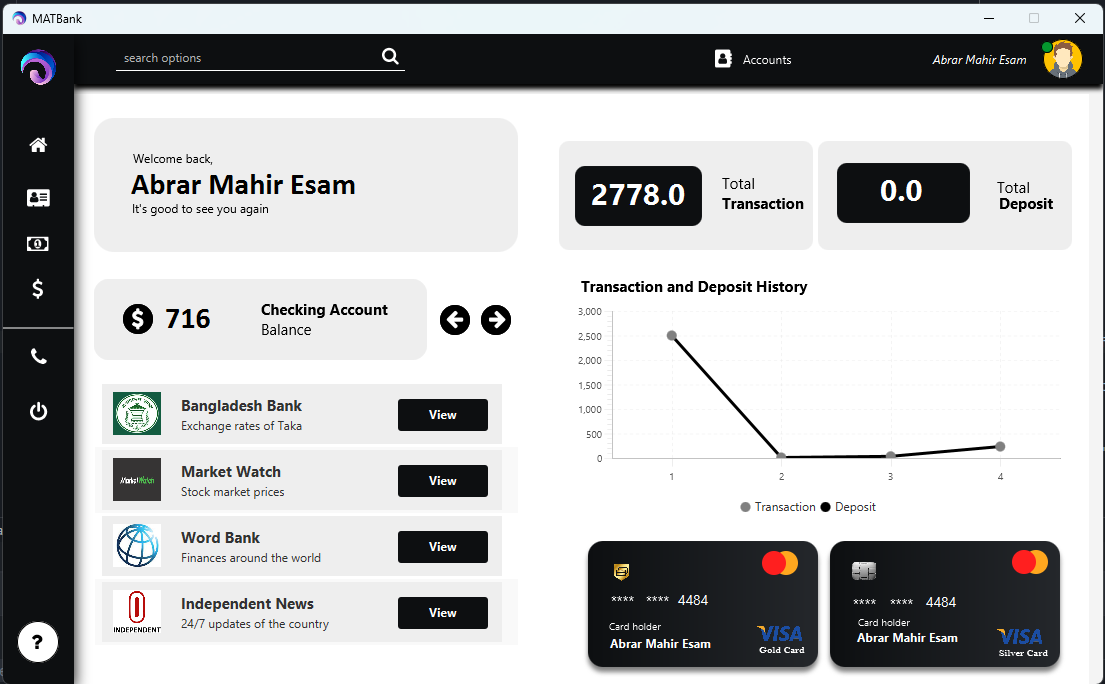 MATBank
search options
Accounts
Abrar Mahir Esam
Welcome back,
Abrar Mahir Esam
It's good to see you again
2778.0
Total
Transaction
0.0
Total
Deposit
$ 716
Checking Account
Balance
Bangladesh Bank
Exchange rates of Taka
View
MarketWatch
Market Watch
Stock market prices
View
Word Bank
Finances around the world
View
INDEPENDENT
Independent News
24/7 updates of the country
View
Transaction and Deposit History
3,000
2,500
2,000
1,500
1,000
500
0
1 2 3 4
Transaction Deposit
**** **** 4484
Card holder
Abrar Mahir Esam
VISA
Gold Card
**** **** 4484
Card holder
Abrar Mahir Esam
VISA
Silver Card
$
?